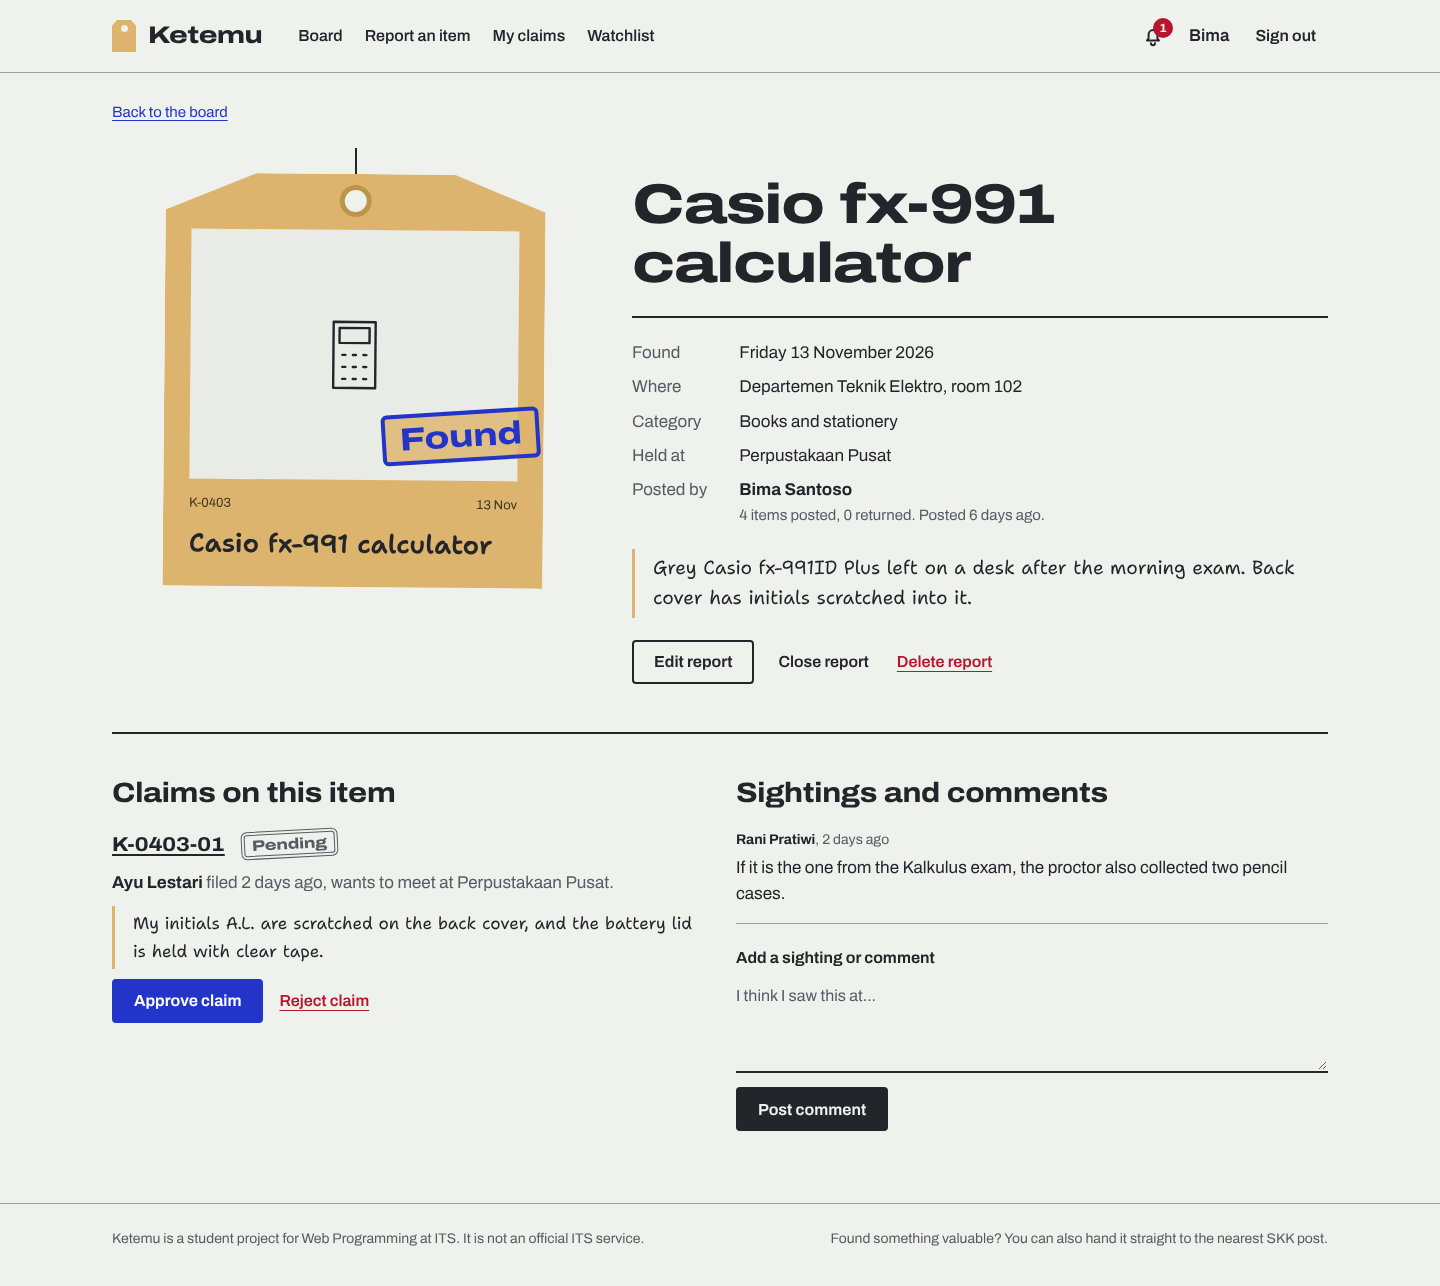 Ketemu
Board
Report an item
My claims
Watchlist
1
Bima
Sign out
Back to the board
Found
K-0403
13 Nov
Casio fx-991 calculator
Casio fx-991
calculator
Found Friday 13 November 2026
Where Departemen Teknik Elektro, room 102
Category Books and stationery
Held at Perpustakaan Pusat
Posted by Bima Santoso
4 items posted, 0 returned. Posted 6 days ago.
Grey Casio fx-991ID Plus left on a desk after the morning exam. Back
cover has initials scratched into it.
Edit report
Close report
Delete report
Claims on this item
K-0403-01
Pending
Ayu Lestari filed 2 days ago, wants to meet at Perpustakaan Pusat.
My initials A.L. are scratched on the back cover, and the battery lid
is held with clear tape.
Approve claim
Reject claim
Sightings and comments
Rani Pratiwi, 2 days ago
If it is the one from the Kalkulus exam, the proctor also collected two pencil
cases.
Add a sighting or comment
I think I saw this at...
Post comment
Ketemu is a student project for Web Programming at ITS. It is not an official ITS service.
Found something valuable? You can also hand it straight to the nearest SKK post.